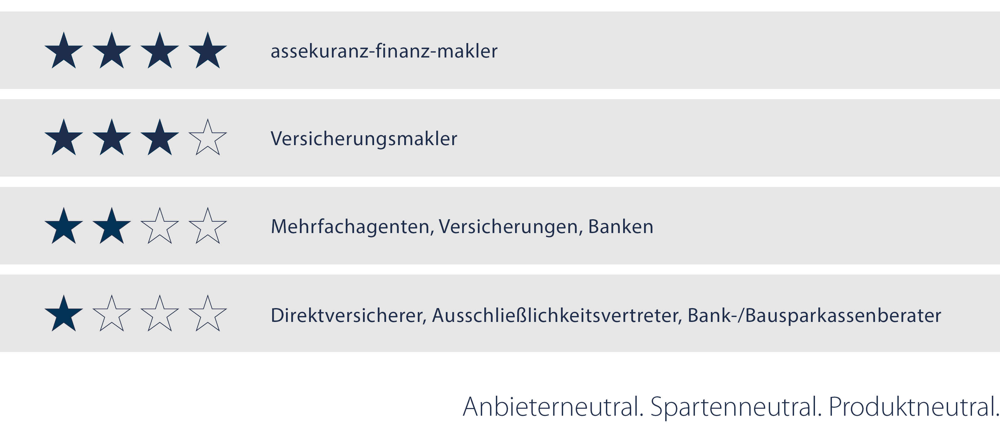 assekuranz-finanz-makler
Versicherungsmakler
Mehrfachagenten, Versicherungen, Banken
Direktversicherer, Ausschließlichkeitsvertreter, Bank-/Bausparkassenberater
Anbieterneutral. Spartenneutral. Produktneutral.